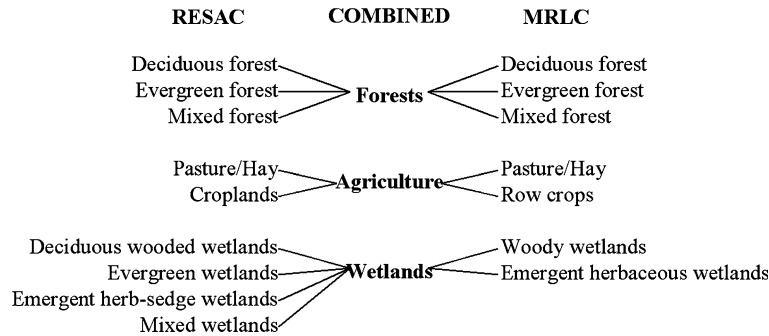 RESAC COMBINED MRLC
Deciduous forest Deciduous forest
Evergreen forest Forests Evergreen forest
Mixed forest Mixed forest
Pasture/Hay Pasture/Hay
Agriculture
Croplands Row crops
Deciduous wooded wetlands Woody wetlands
Evergreen wetlands Wetlands Emergent herbaceous wetlands
Emergent herb-sedge wetlands
Mixed wetlands